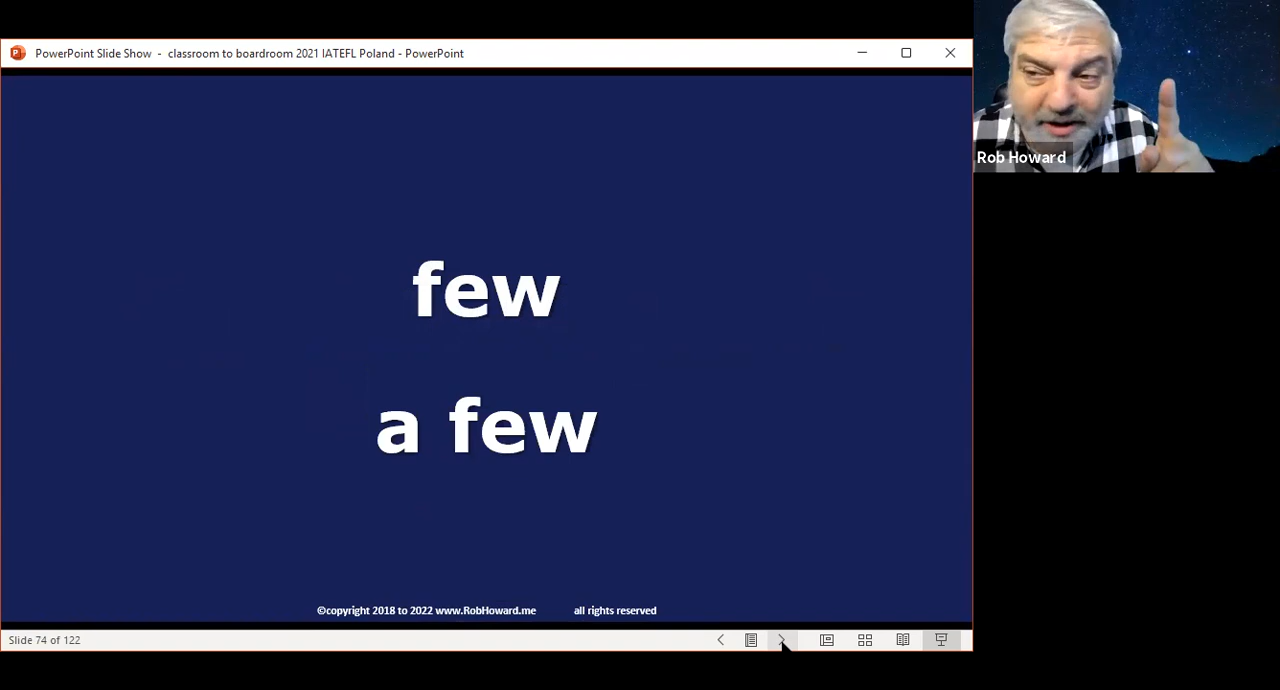 PowerPoint Slide Show - classroom to boardroom 2021 IATEFL Poland - PowerPoint
Rob Howard
few
a few
©copyright 2018 to 2022 www.RobHoward.me all rights reserved
Slide 74 of 122